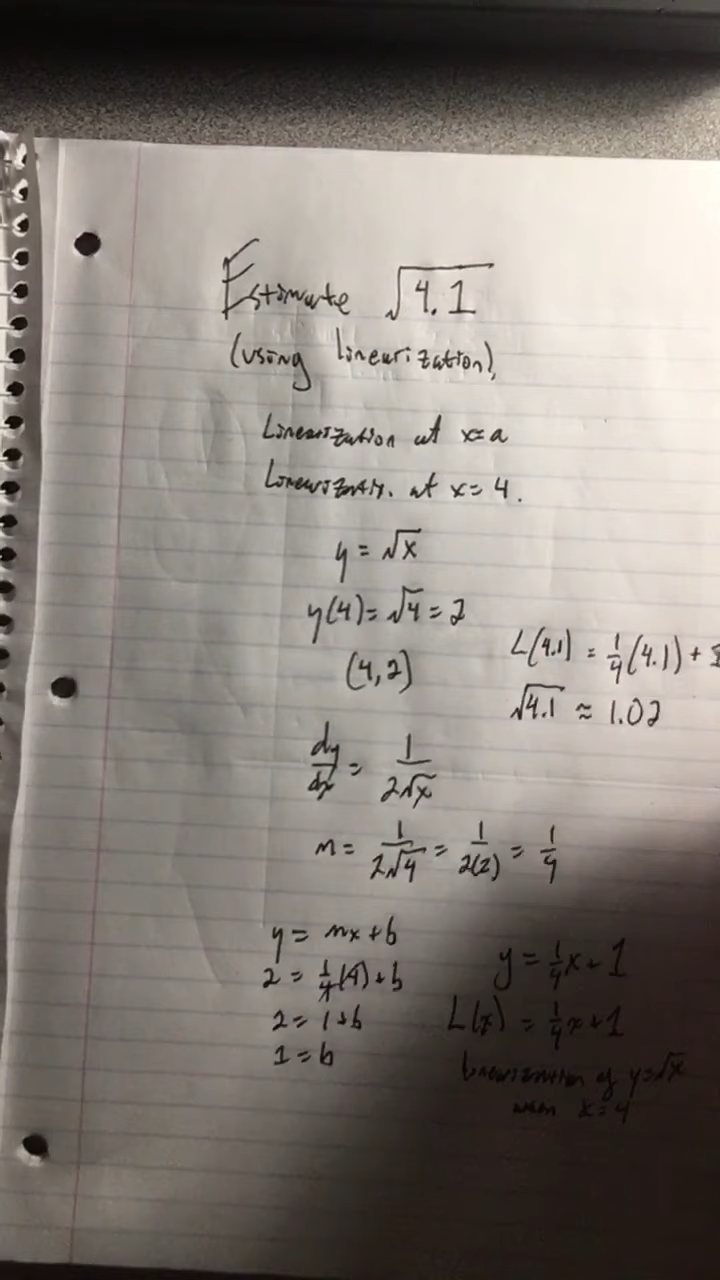 Estimate √4.1
(using linearization),
Linearization at x=a
at x=4.
y = √x
y(4) = √4 = 2
(4,2)
dy/dx = 1/(2√x)
m = 1/(2√4) = 1/(2(2)) = 1/4
y = mx+b
2 = 1/4(4)+b
2 = 1+b
1 = b
L(4.1) = 1/4(4.1) +
√4.1 ≈ 1.02
y = 1/4x+1
L(x) = 1/4x+1
linearization of y=√x
when x=4